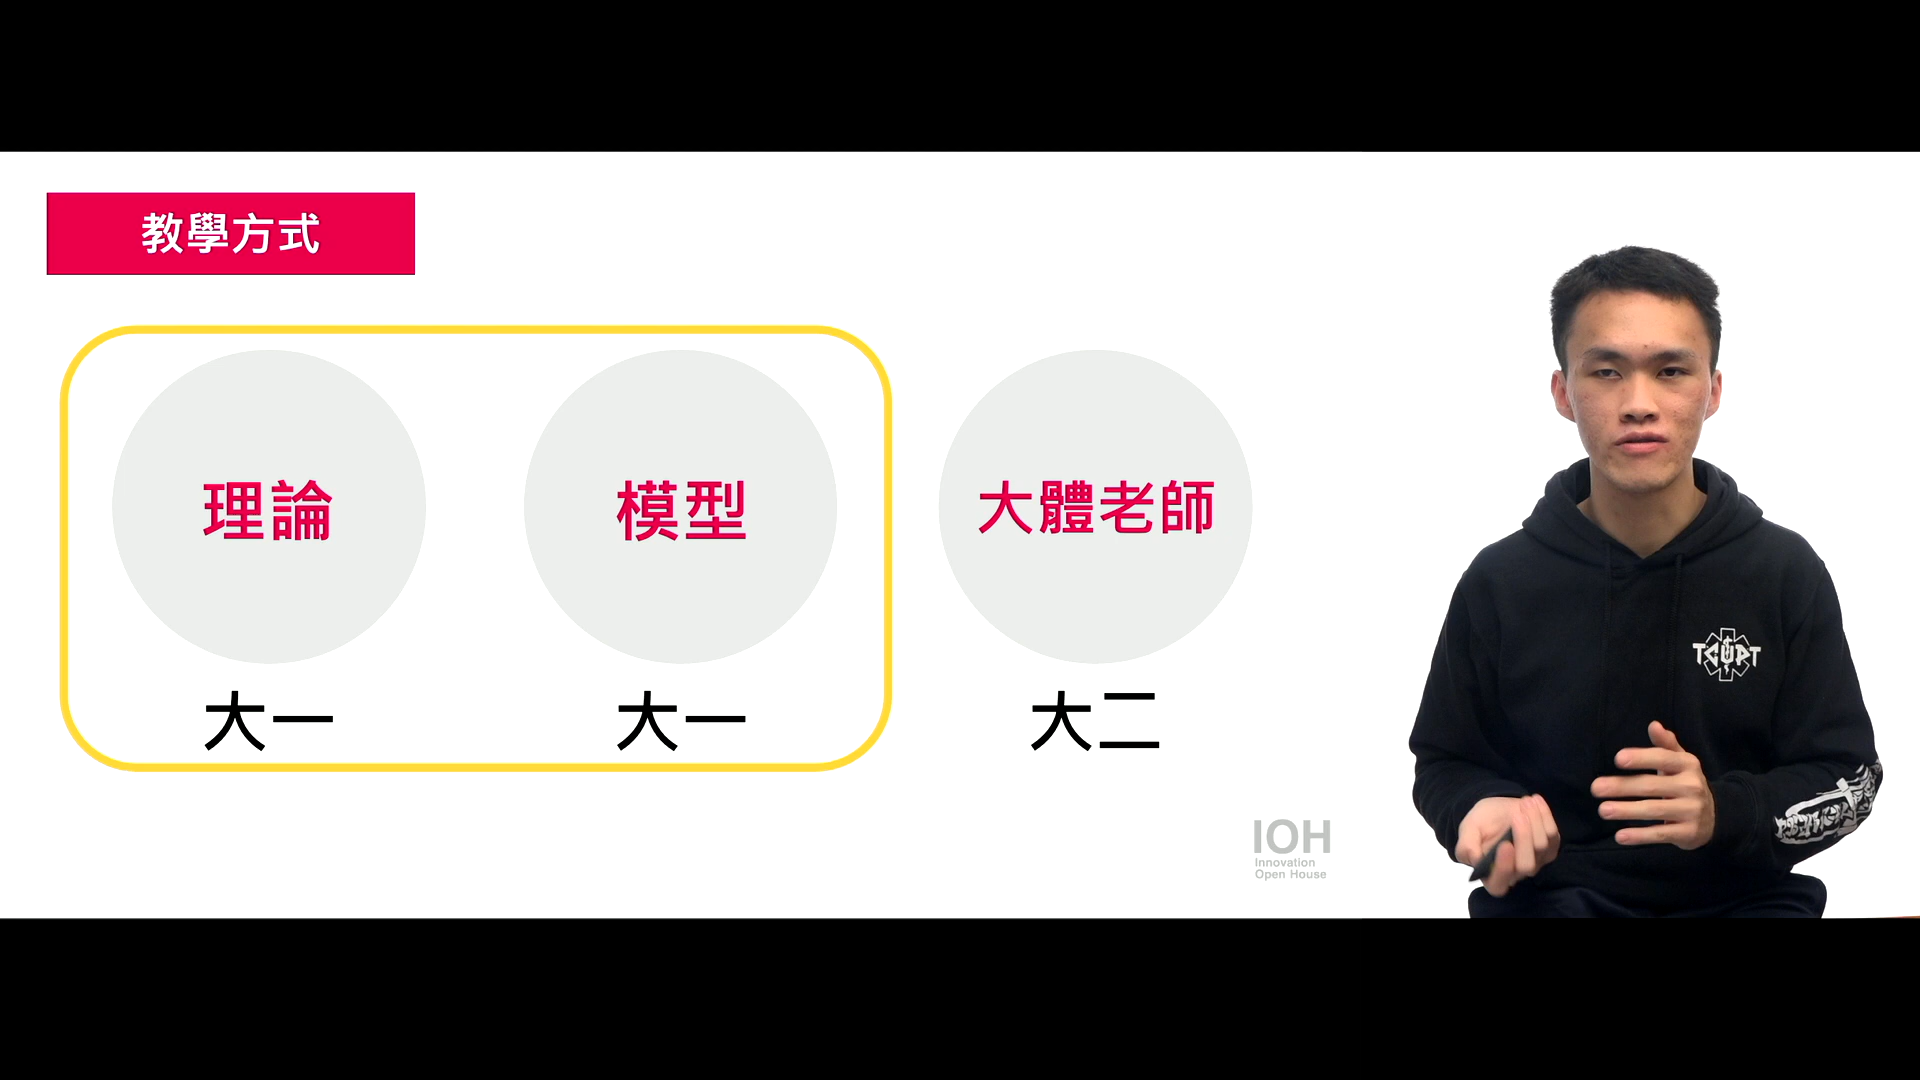 教學方式
理論
模型
大體老師
大一
大一
大二
TCUPT
IOH
Innovation
Open House